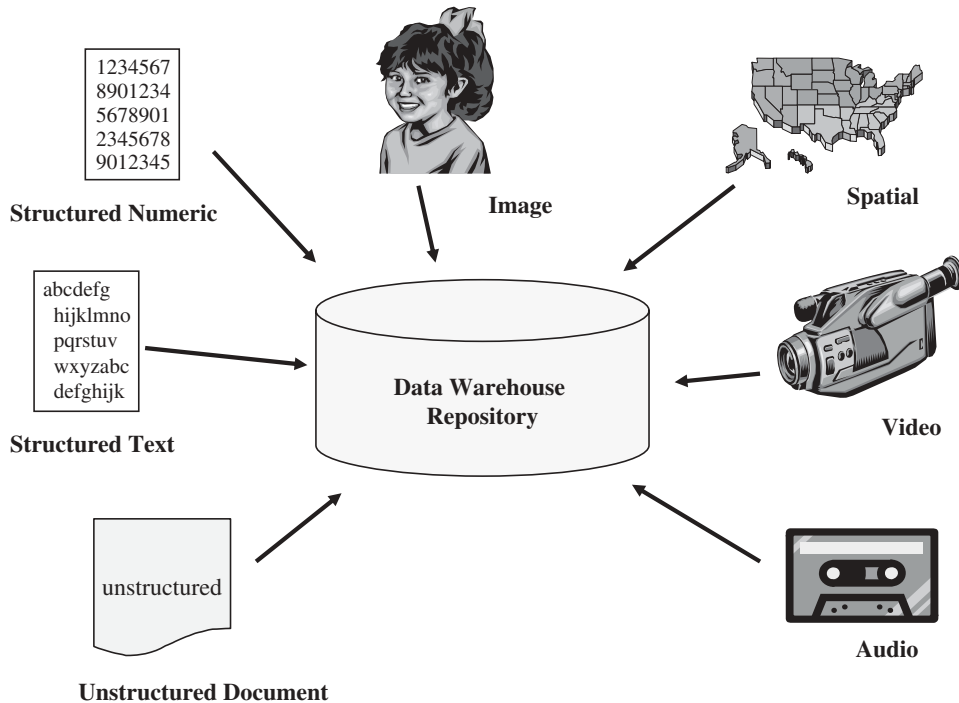 1234567
8901234
5678901
2345678
9012345
Structured Numeric
Image
Spatial
abcdefg
hijklmno
pqrstuv
wxyzabc
defghijk
Structured Text
Data Warehouse
Repository
Video
unstructured
Unstructured Document
Audio